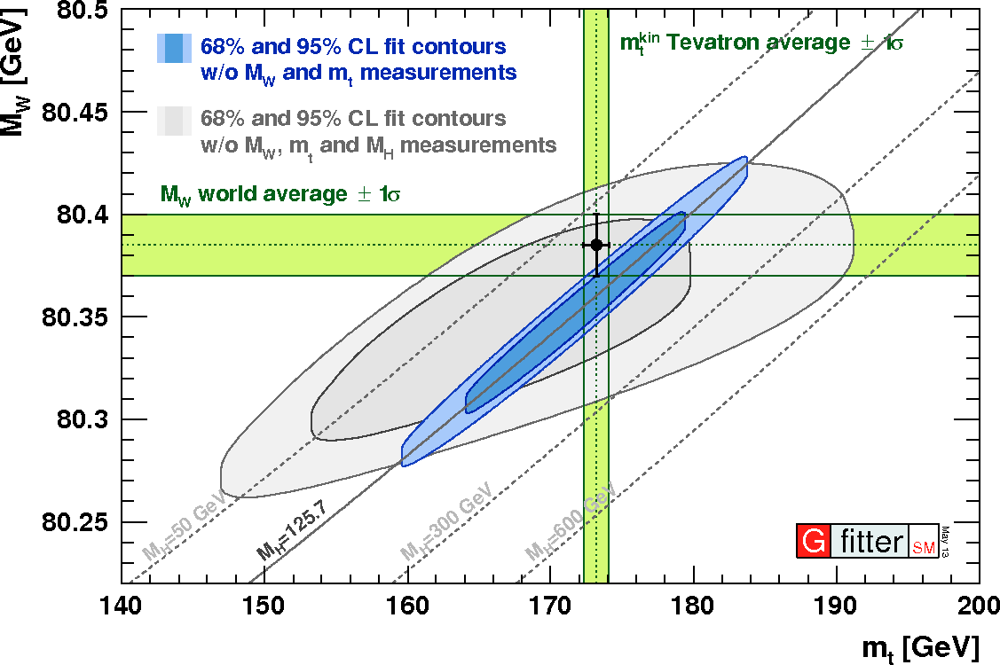 M_W [GeV]
80.5
80.45
80.4
80.35
80.3
80.25
68% and 95% CL fit contours
w/o M_W and m_t measurements
68% and 95% CL fit contours
w/o M_W, m_t and M_H measurements
m_t^kin Tevatron average ± 1σ
M_W world average ± 1σ
M_H=50 GeV
M_H=125.7
M_H=300 GeV
M_H=600 GeV
G fitter SM
May 13
140 150 160 170 180 190 200
m_t [GeV]